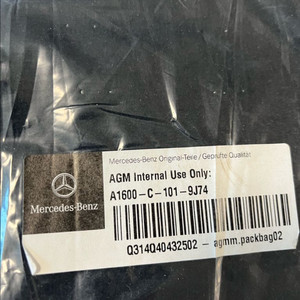 Mercedes-Benz Original-Teile / Geprüfte Qualität
AGM Internal Use Only:
A1600-C-101-9J74
Mercedes-Benz
Q314Q40432502 - agmm.packbag02